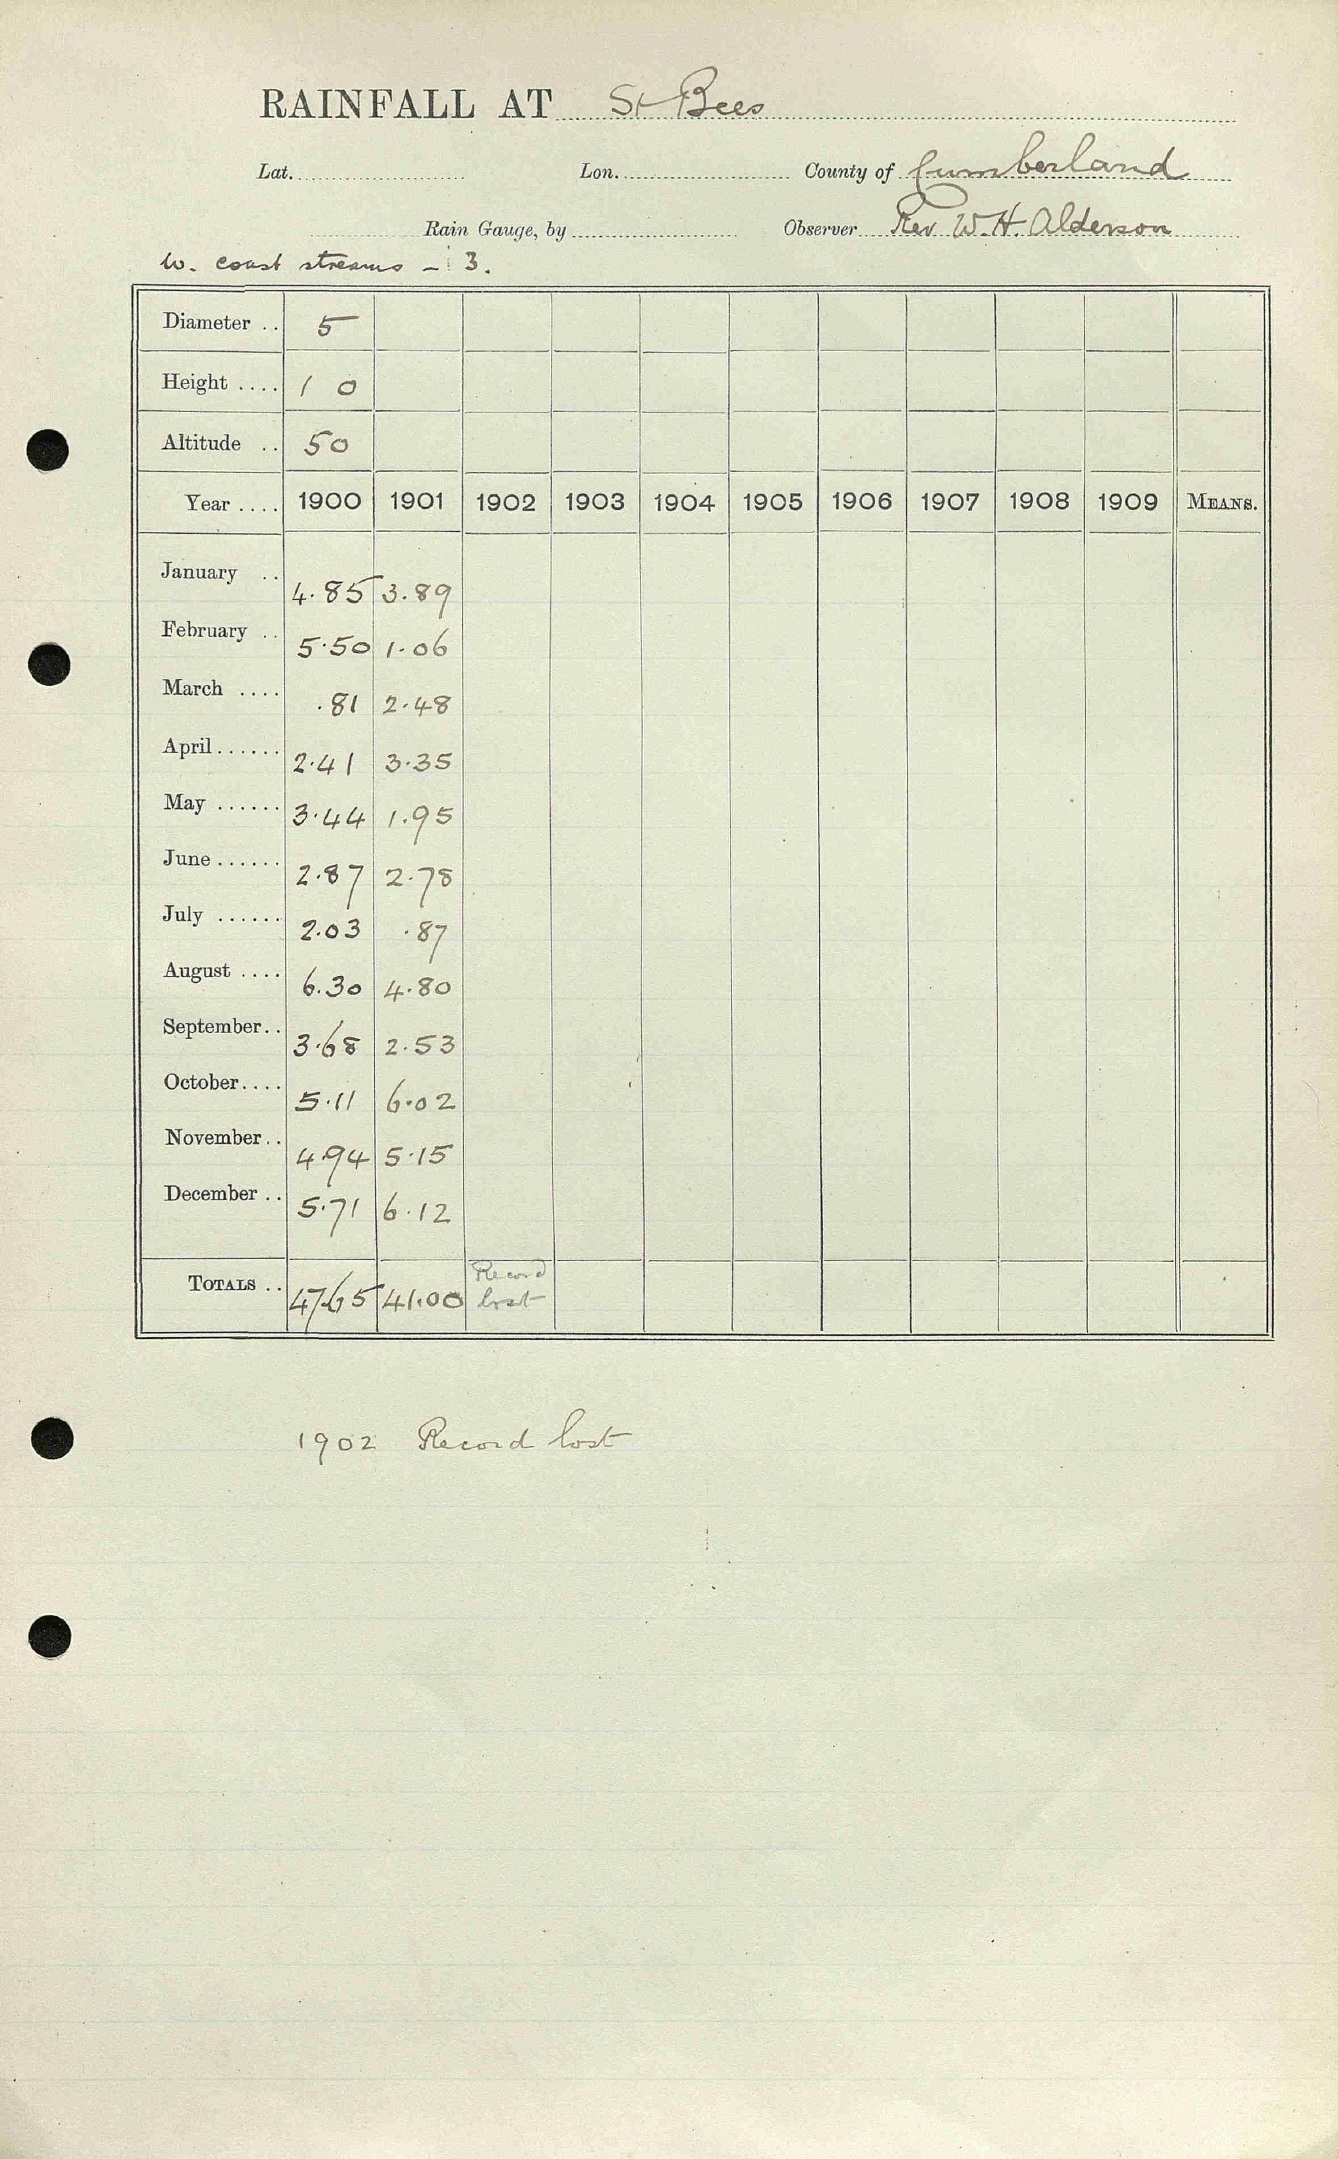 RAINFALL AT St Bees
Lat. Lon. County of Cumberland
Rain Gauge, by Observer Rev W. H. Alderson
W. coast streams - 3.
Diameter .. 5
Height .... 1 0
Altitude .. 50
Year .... 1900 1901 1902 1903 1904 1905 1906 1907 1908 1909 MEANS.
January .. 4.85 3.89
February .. 5.50 1.06
March .... .81 2.48
April ...... 2.41 3.35
May ...... 3.44 1.95
June ...... 2.87 2.78
July ...... 2.03 .87
August .... 6.30 4.80
September .. 3.68 2.53
October .... 5.11 6.02
November .. 4.94 5.15
December .. 5.71 6.12
TOTALS .. 47.65 41.00 Record lost
1902 Record lost